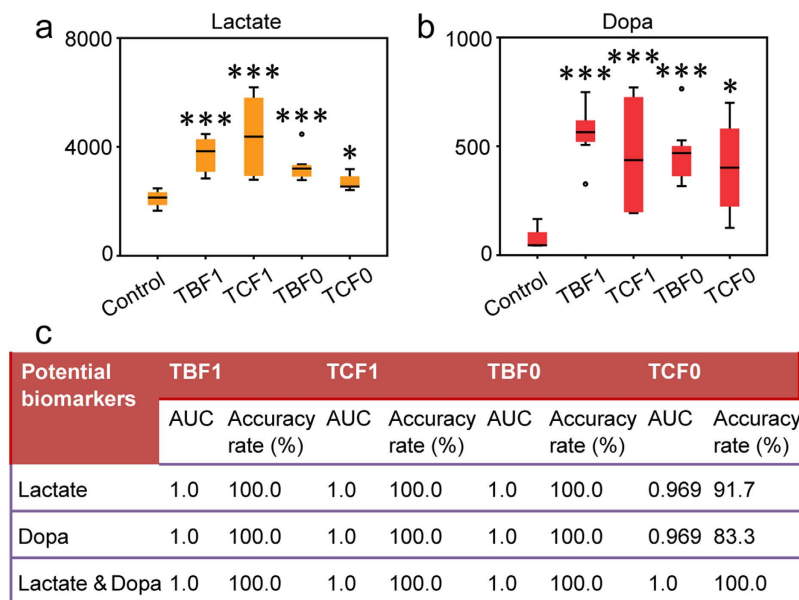 a
Lactate
8000
4000
0
***
***
***
*
Control
TBF1
TCF1
TBF0
TCF0
b
Dopa
1000
500
0
***
***
***
*
Control
TBF1
TCF1
TBF0
TCF0
c
Potential biomarkers TBF1 TCF1 TBF0 TCF0
AUC Accuracy rate (%) AUC Accuracy rate (%) AUC Accuracy rate (%) AUC Accuracy rate (%)
Lactate 1.0 100.0 1.0 100.0 1.0 100.0 0.969 91.7
Dopa 1.0 100.0 1.0 100.0 1.0 100.0 0.969 83.3
Lactate & Dopa 1.0 100.0 1.0 100.0 1.0 100.0 1.0 100.0